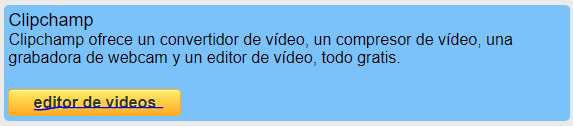 Clipchamp
Clipchamp ofrece un convertidor de vídeo, un compresor de vídeo, una
grabadora de webcam y un editor de vídeo, todo gratis.
editor de videos